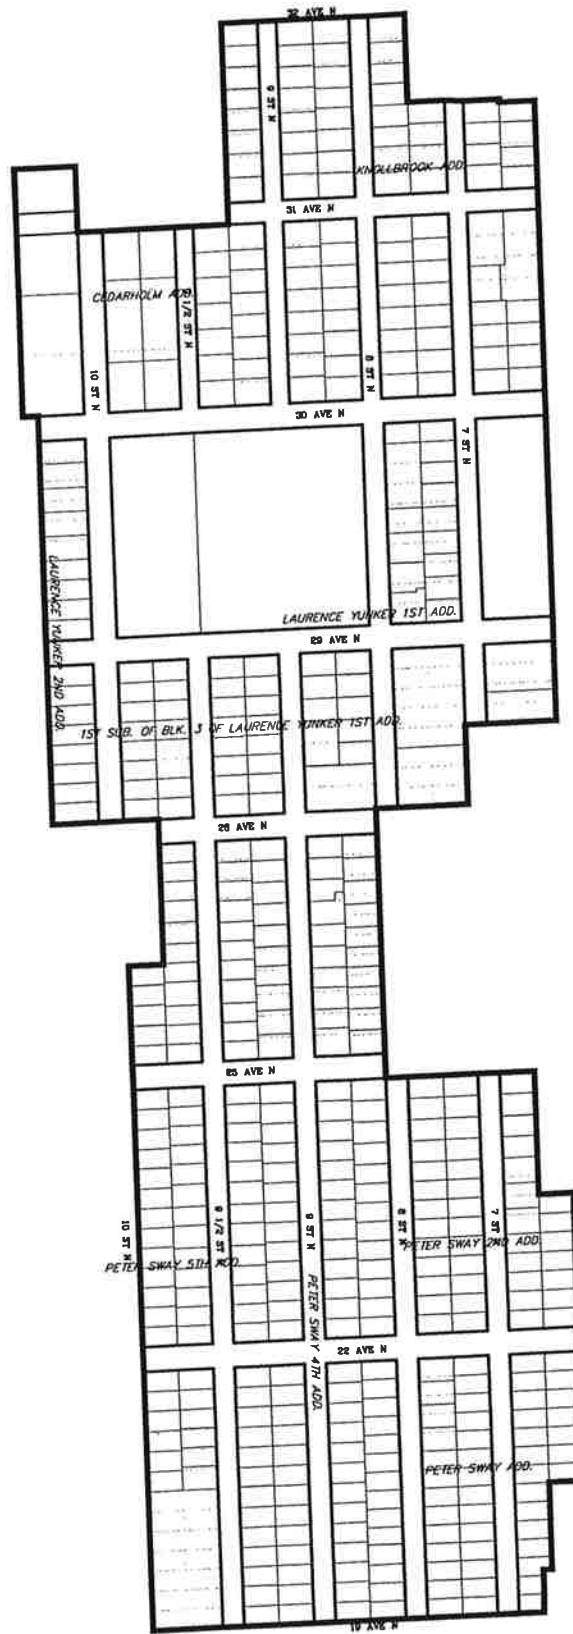 32 AVE N
9 ST N
KNOLLBROOK ADD.
31 AVE N
CEDARHOLM ADD.
1/2 ST N
8 ST N
10 ST N
30 AVE N
7 ST N
LAURENCE YUNKER 2ND ADD.
LAURENCE YUNKER 1ST ADD.
29 AVE N
1ST SUB. OF BLK. 3 OF LAURENCE YUNKER 1ST ADD.
26 AVE N
25 AVE N
10 ST N
9 1/2 ST N
9 ST N
8 ST N
7 ST N
PETER SWAY 2ND ADD.
PETER SWAY 5TH ADD.
PETER SWAY 4TH ADD.
22 AVE N
PETER SWAY ADD.